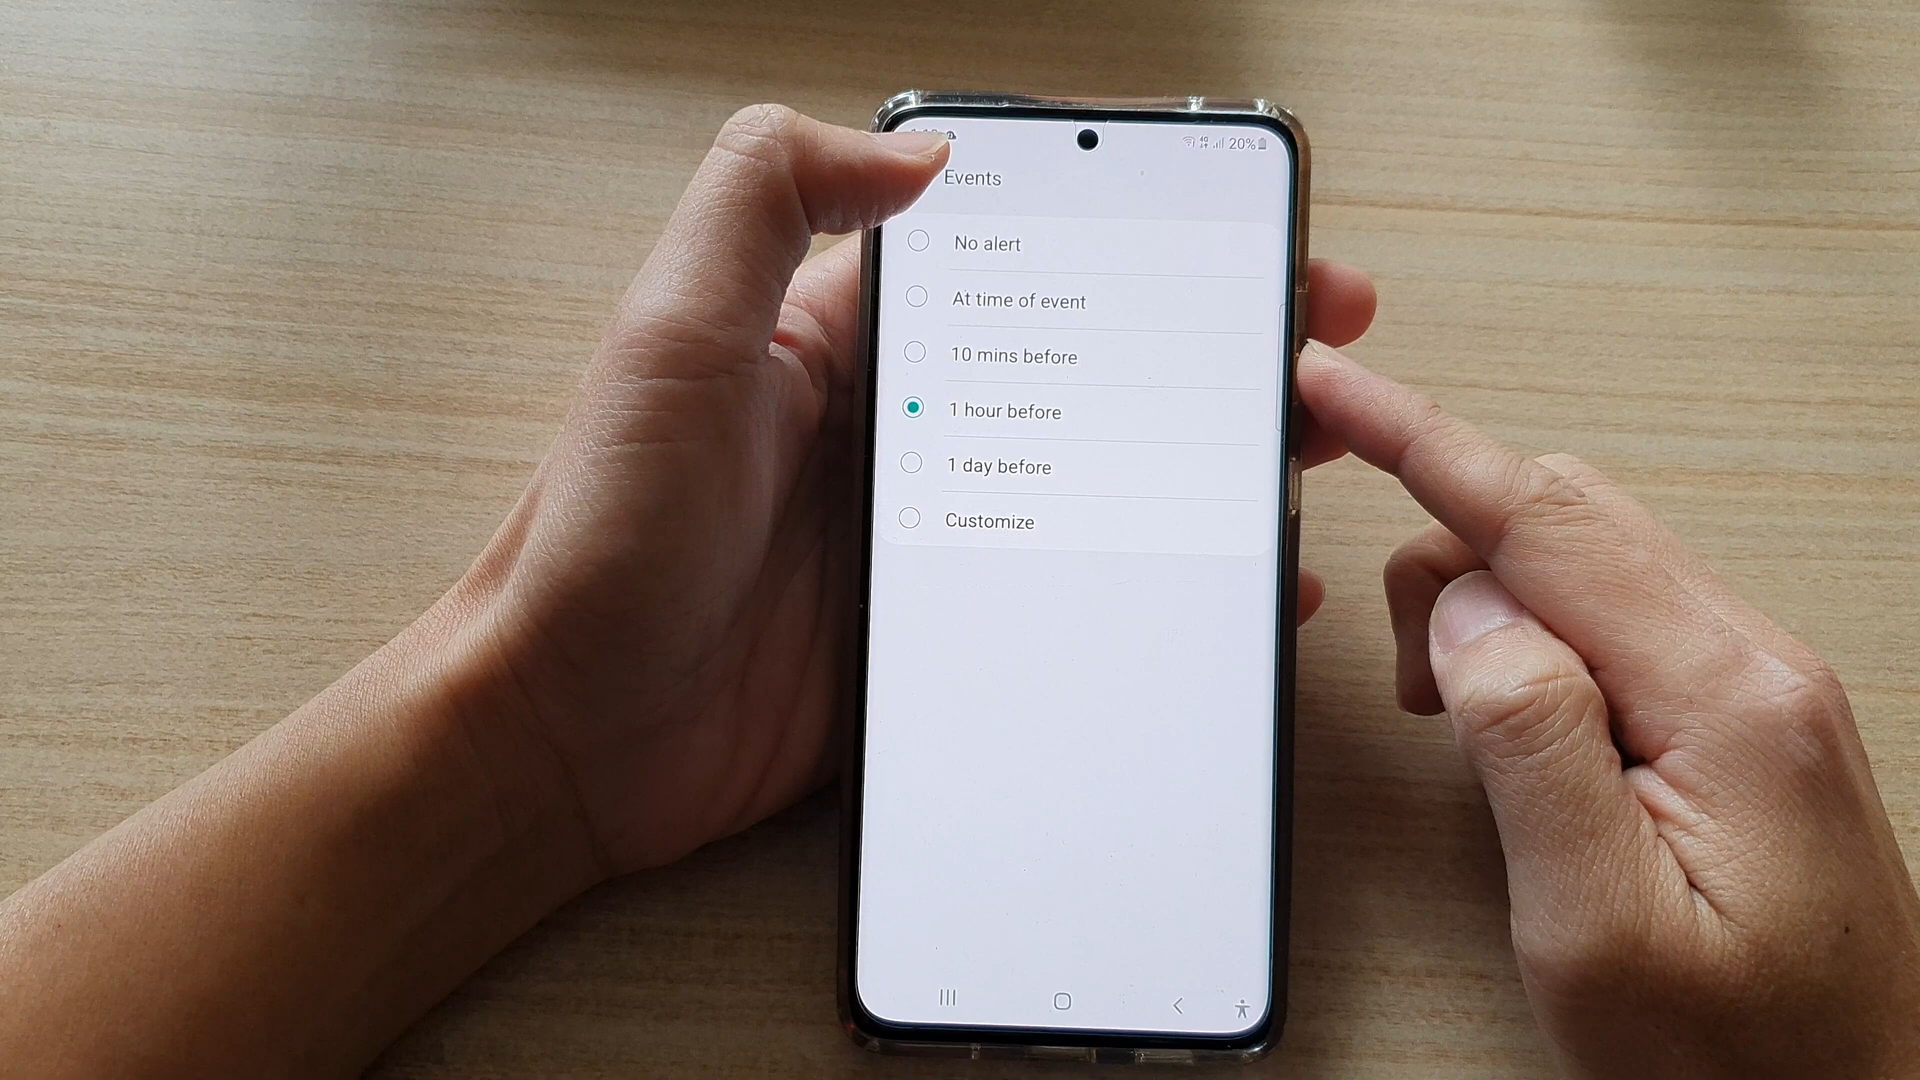 20%
Events
No alert
At time of event
10 mins before
1 hour before
1 day before
Customize